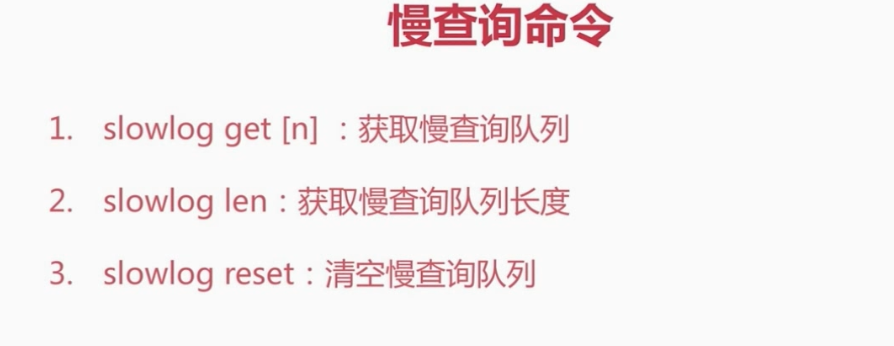 慢查询命令
1. slowlog get [n] ：获取慢查询队列
2. slowlog len：获取慢查询队列长度
3. slowlog reset：清空慢查询队列